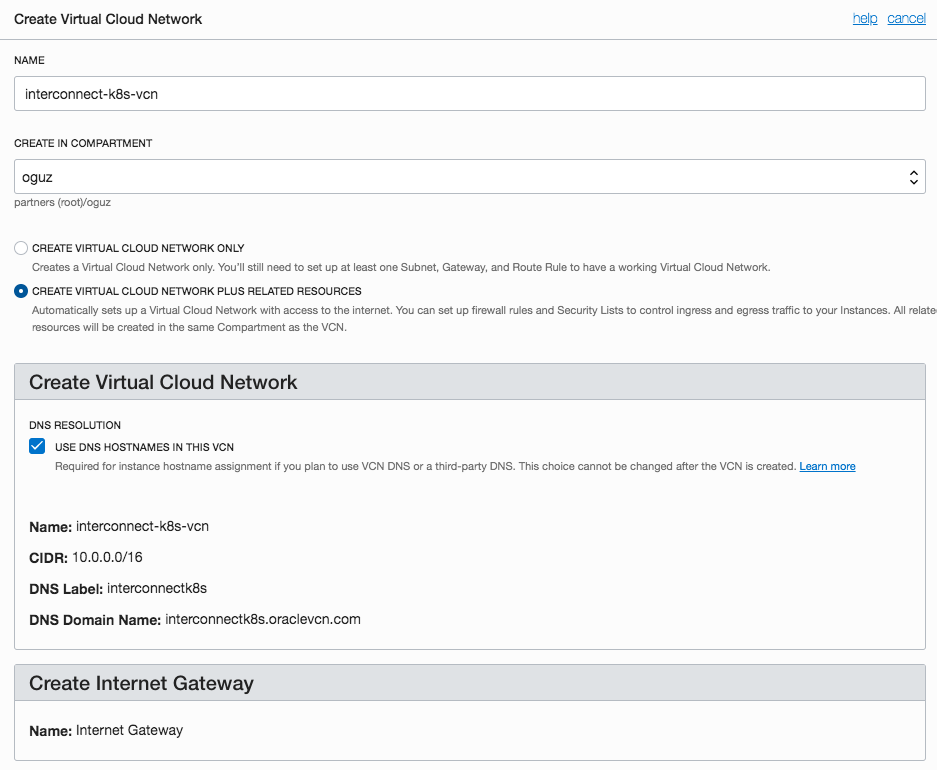 Create Virtual Cloud Network
help cancel
NAME
interconnect-k8s-vcn
CREATE IN COMPARTMENT
oguz
partners (root)/oguz
CREATE VIRTUAL CLOUD NETWORK ONLY
Creates a Virtual Cloud Network only. You'll still need to set up at least one Subnet, Gateway, and Route Rule to have a working Virtual Cloud Network.
CREATE VIRTUAL CLOUD NETWORK PLUS RELATED RESOURCES
Automatically sets up a Virtual Cloud Network with access to the internet. You can set up firewall rules and Security Lists to control ingress and egress traffic to your Instances. All relate
resources will be created in the same Compartment as the VCN.
Create Virtual Cloud Network
DNS RESOLUTION
USE DNS HOSTNAMES IN THIS VCN
Required for instance hostname assignment if you plan to use VCN DNS or a third-party DNS. This choice cannot be changed after the VCN is created. Learn more
Name: interconnect-k8s-vcn
CIDR: 10.0.0.0/16
DNS Label: interconnectk8s
DNS Domain Name: interconnectk8s.oraclevcn.com
Create Internet Gateway
Name: Internet Gateway